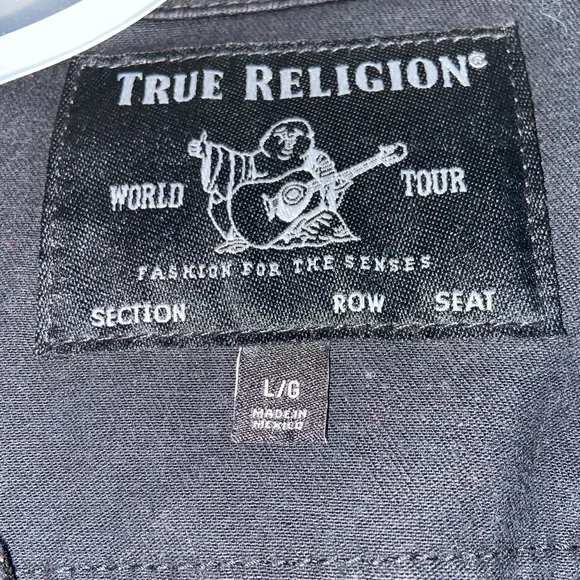 TRUE RELIGION®
WORLD TOUR
FASHION FOR THE SENSES
SECTION ROW SEAT
L/G
MADE IN
MEXICO